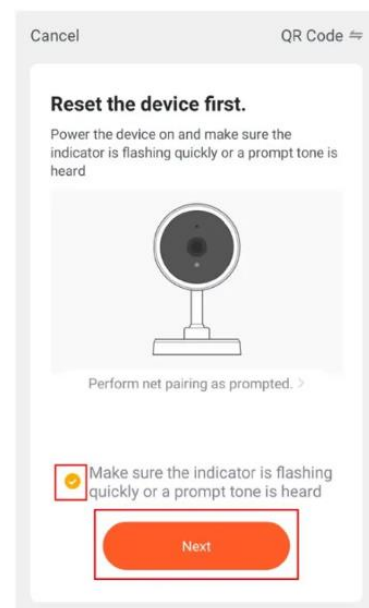 Cancel
QR Code ⇋
Reset the device first.
Power the device on and make sure the
indicator is flashing quickly or a prompt tone is
heard
Perform net pairing as prompted. >
Make sure the indicator is flashing
quickly or a prompt tone is heard
Next